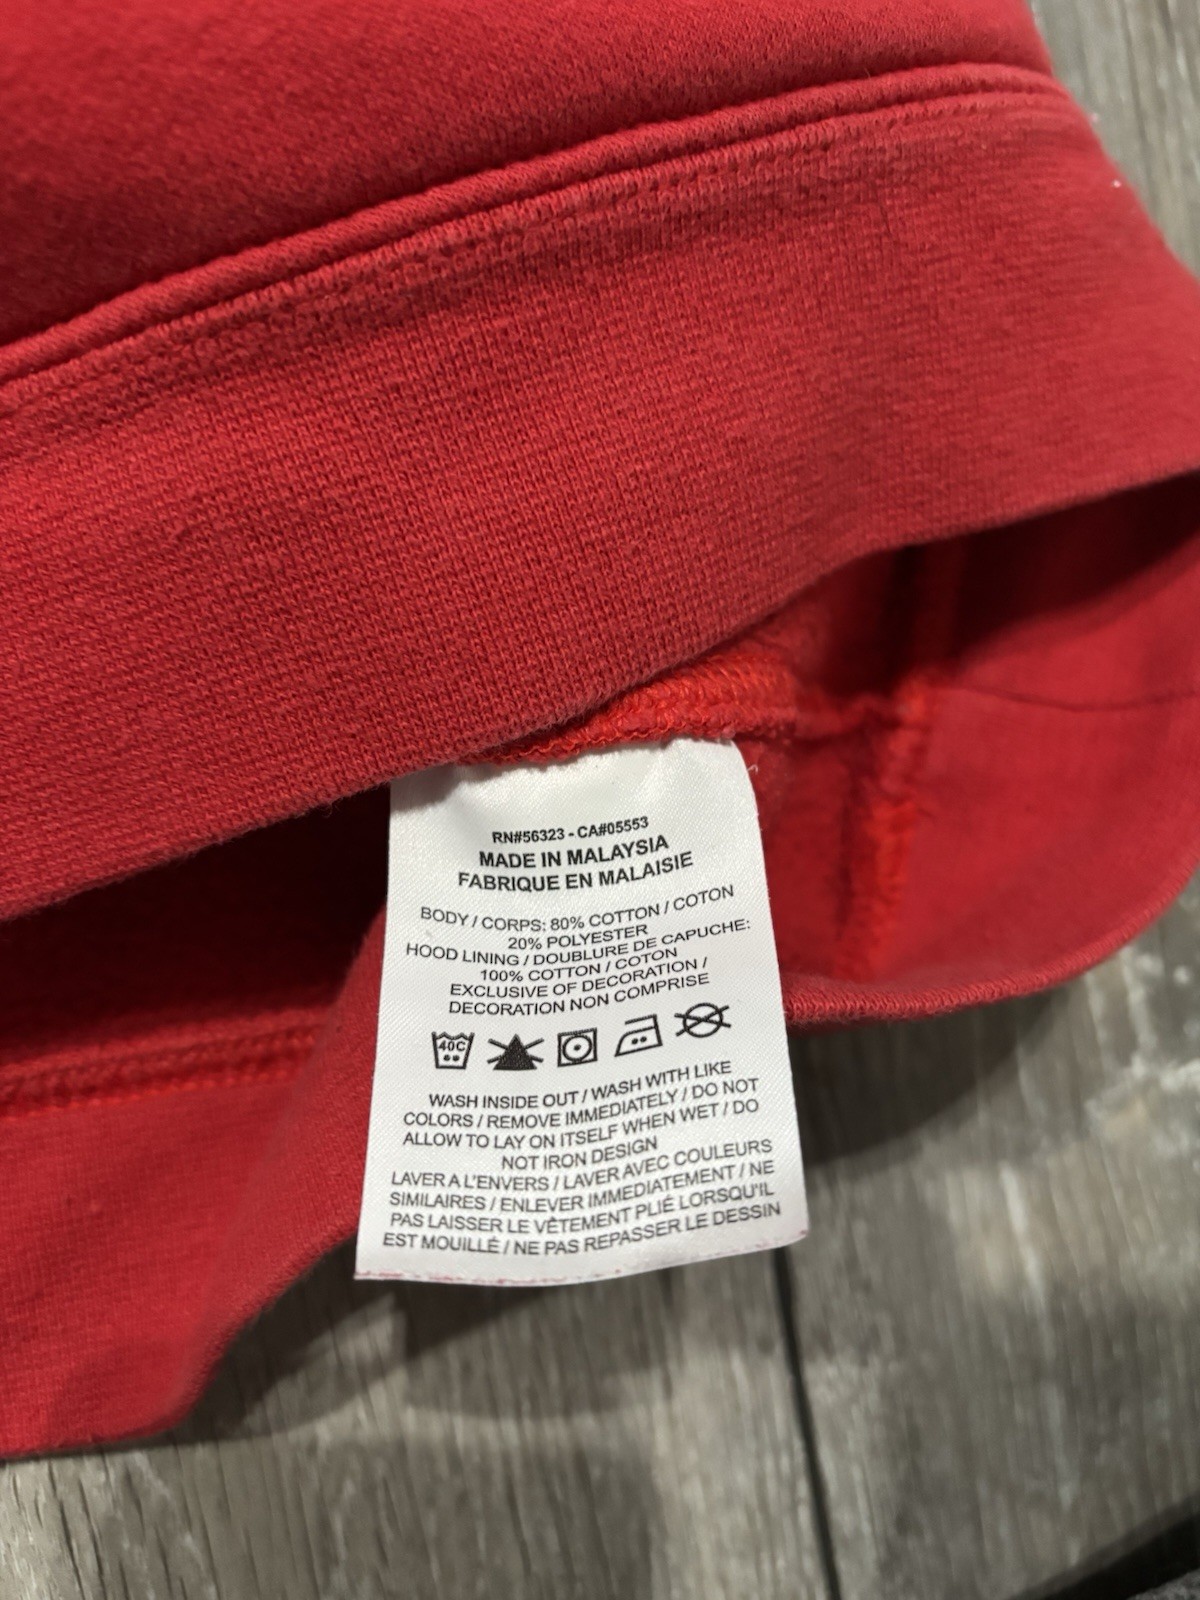 RN#56323 - CA#05553
MADE IN MALAYSIA
FABRIQUE EN MALAISIE
BODY / CORPS: 80% COTTON / COTON
20% POLYESTER
HOOD LINING / DOUBLURE DE CAPUCHE:
100% COTTON / COTON
EXCLUSIVE OF DECORATION /
DECORATION NON COMPRISE
40C
WASH INSIDE OUT / WASH WITH LIKE
COLORS / REMOVE IMMEDIATELY / DO NOT
ALLOW TO LAY ON ITSELF WHEN WET / DO
NOT IRON DESIGN
LAVER A L'ENVERS / LAVER AVEC COULEURS
SIMILAIRES / ENLEVER IMMEDIATEMENT / NE
PAS LAISSER LE VÊTEMENT PLIÉ LORSQU'IL
EST MOUILLÉ / NE PAS REPASSER LE DESSIN